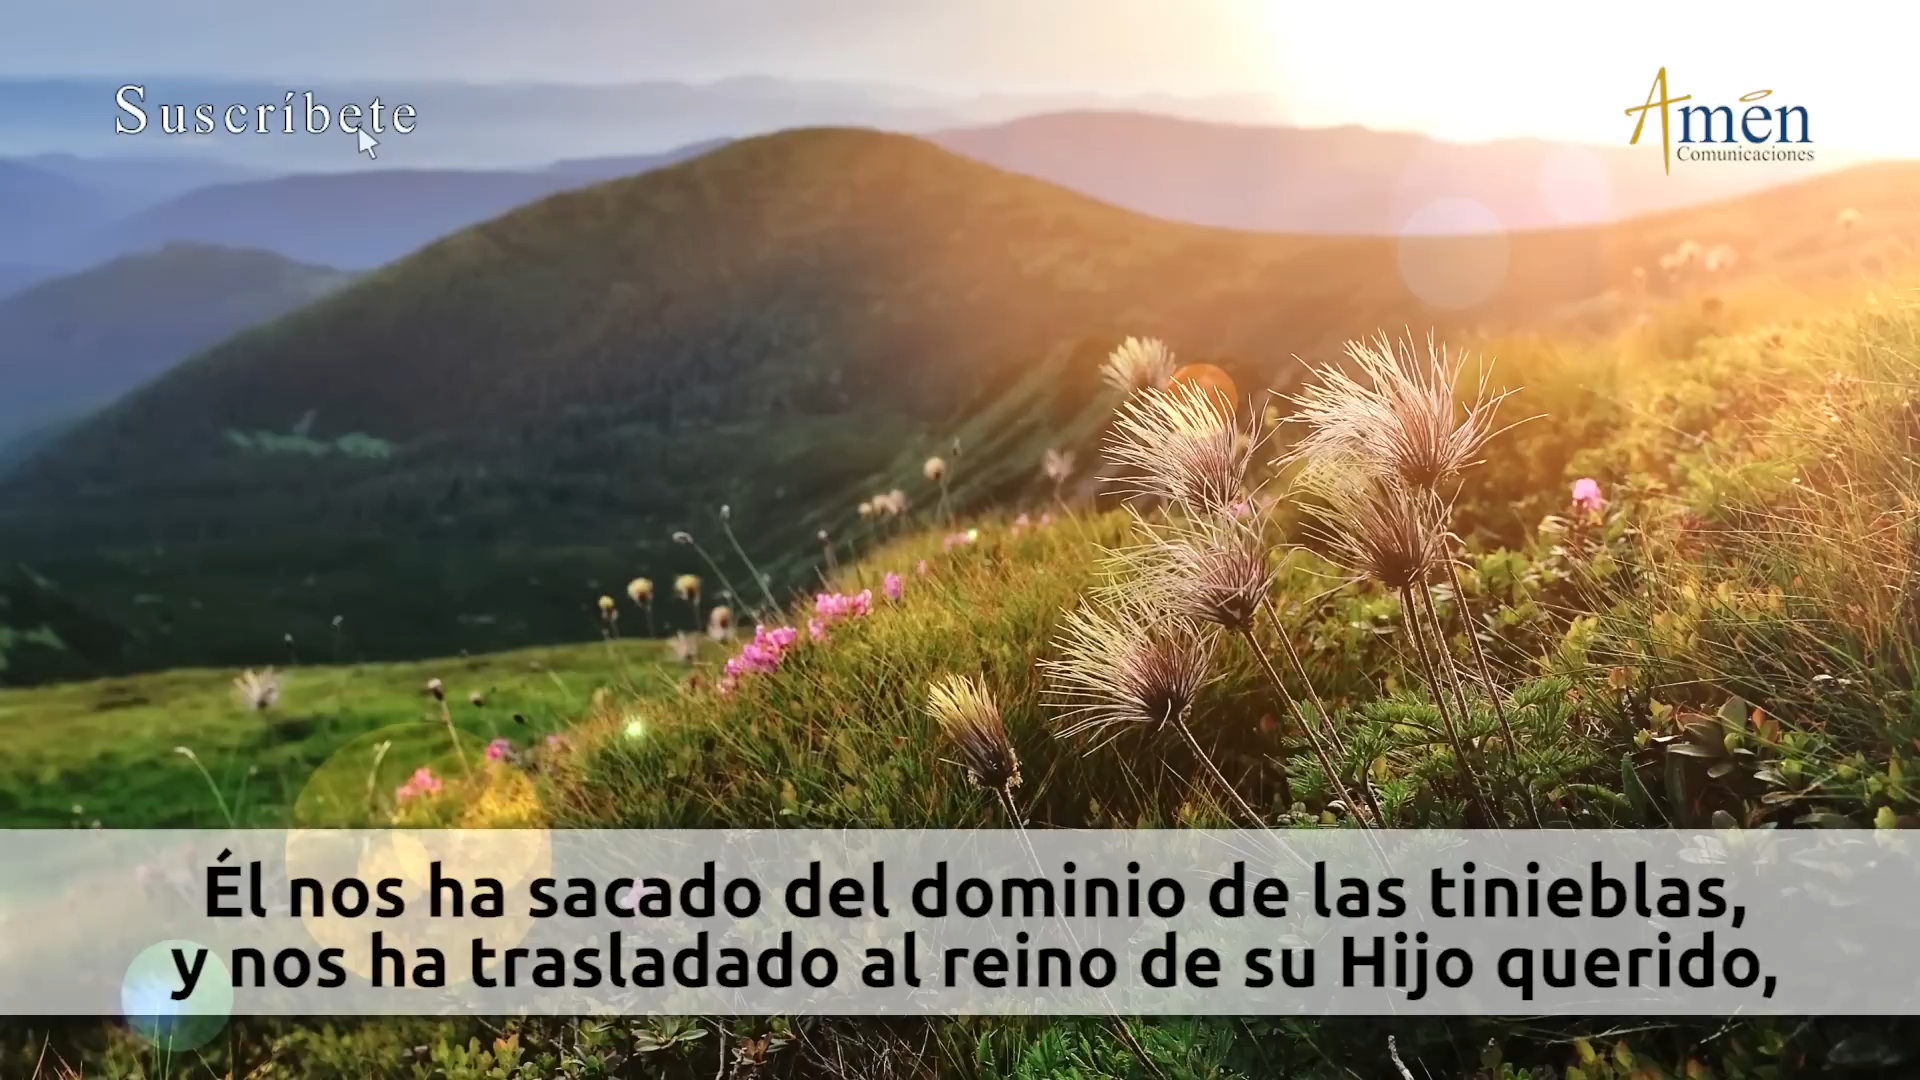 Suscríbete
Amén
Comunicaciones
Él nos ha sacado del dominio de las tinieblas,
y nos ha trasladado al reino de su Hijo querido,